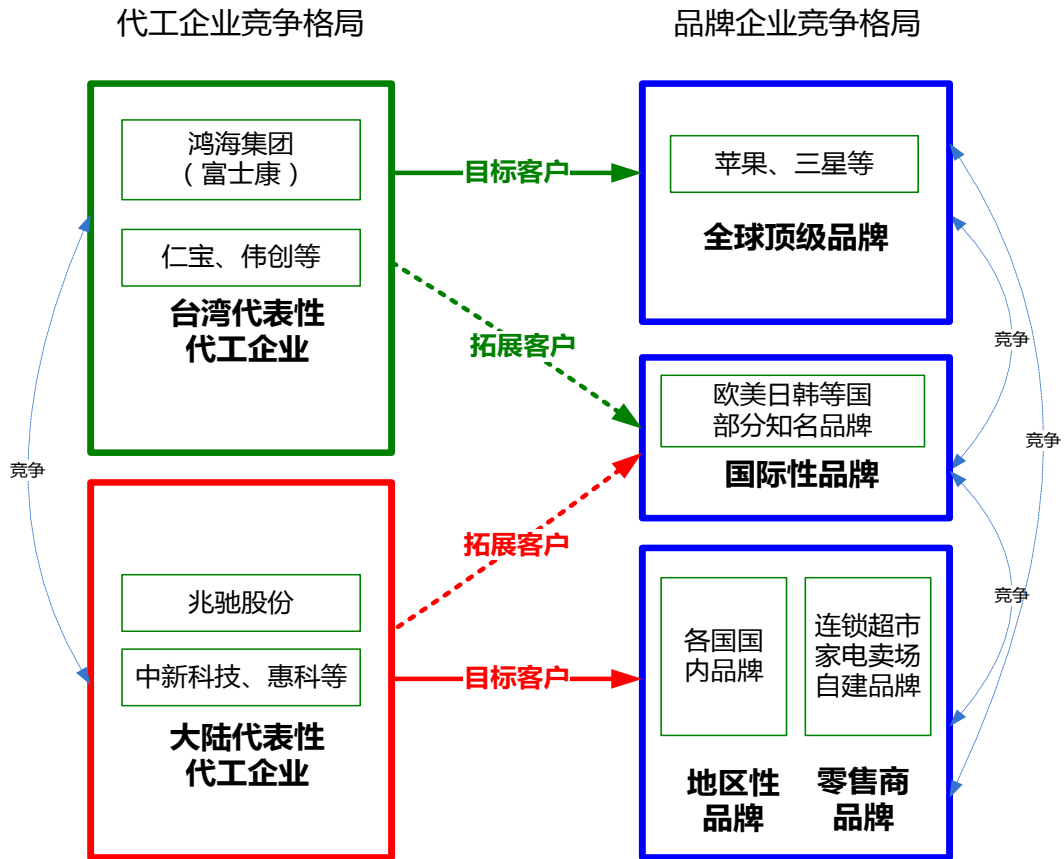 代工企业竞争格局
品牌企业竞争格局
鸿海集团
（富士康）
仁宝、伟创等
台湾代表性
代工企业
目标客户
苹果、三星等
全球顶级品牌
拓展客户
竞争
欧美日韩等国
部分知名品牌
国际性品牌
竞争
竞争
拓展客户
兆驰股份
中新科技、惠科等
大陆代表性
代工企业
目标客户
各国国
内品牌
连锁超市
家电卖场
自建品牌
竞争
地区性
品牌
零售商
品牌